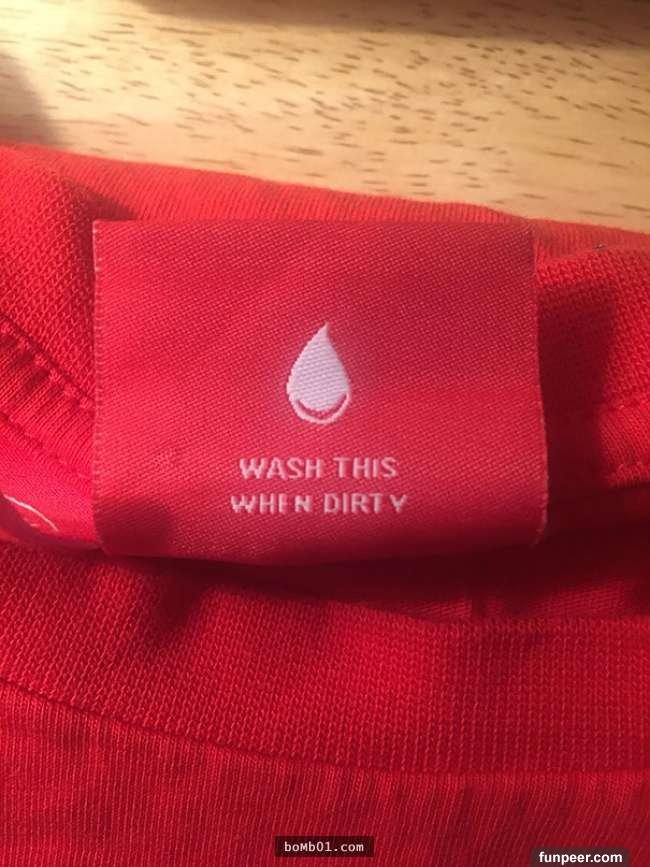 WASH THIS
WHEN DIRTY
boMb01.com
funpeer.com